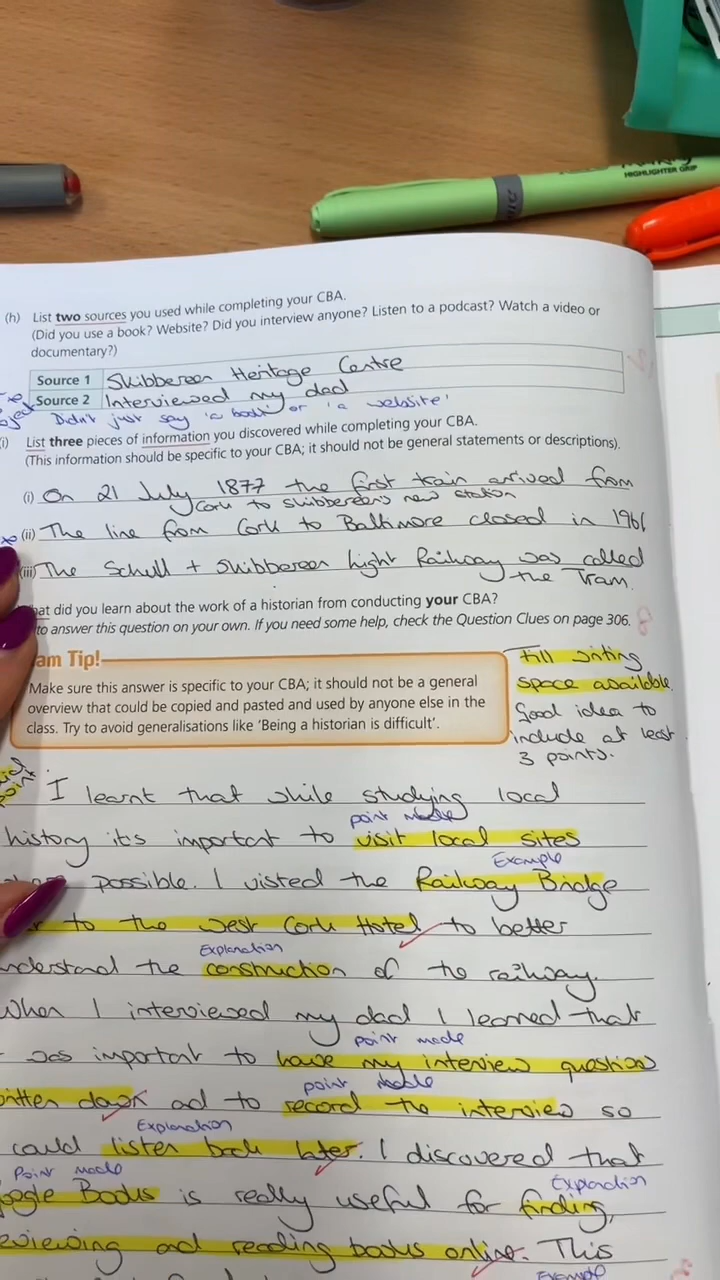 HIGHLIGHTER GRIP
(h) List two sources you used while completing your CBA.
(Did you use a book? Website? Did you interview anyone? Listen to a podcast? Watch a video or
documentary?)
Source 1 Skibbereen Heritage Centre
Source 2 Interviewed my dad
Didn't just say 'a book' or 'a website'
(i) List three pieces of information you discovered while completing your CBA.
(This information should be specific to your CBA; it should not be general statements or descriptions).
(i) On 21 July 1877 the first train arrived from
Cork to Skibbereen's new station
(ii) The line from Cork to Baltimore closed in 1961
(iii) The Schull + Skibbereen light Railway was called
the Tram.
did you learn about the work of a historian from conducting your CBA?
to answer this question on your own. If you need some help, check the Question Clues on page 306.
am Tip!
Make sure this answer is specific to your CBA; it should not be a general
overview that could be copied and pasted and used by anyone else in the
class. Try to avoid generalisations like 'Being a historian is difficult'.
fill writing
space available.
Good idea to
include at least
3 points.
I learnt that while studying local
point made
history it's important to visit local sites
Example
possible. I visted the Railway Bridge
to the West Cork Hotel to better
Explanation
understand the construction of the railway.
When I interviewed my dad I learned that
point made
was important to have my interview questions
point made
written down ad to record the interview so
Explanation
could listen back later. I discovered that
Point made
Explanation
Google Books is really useful for finding,
reviewing and reading books online. This
Example